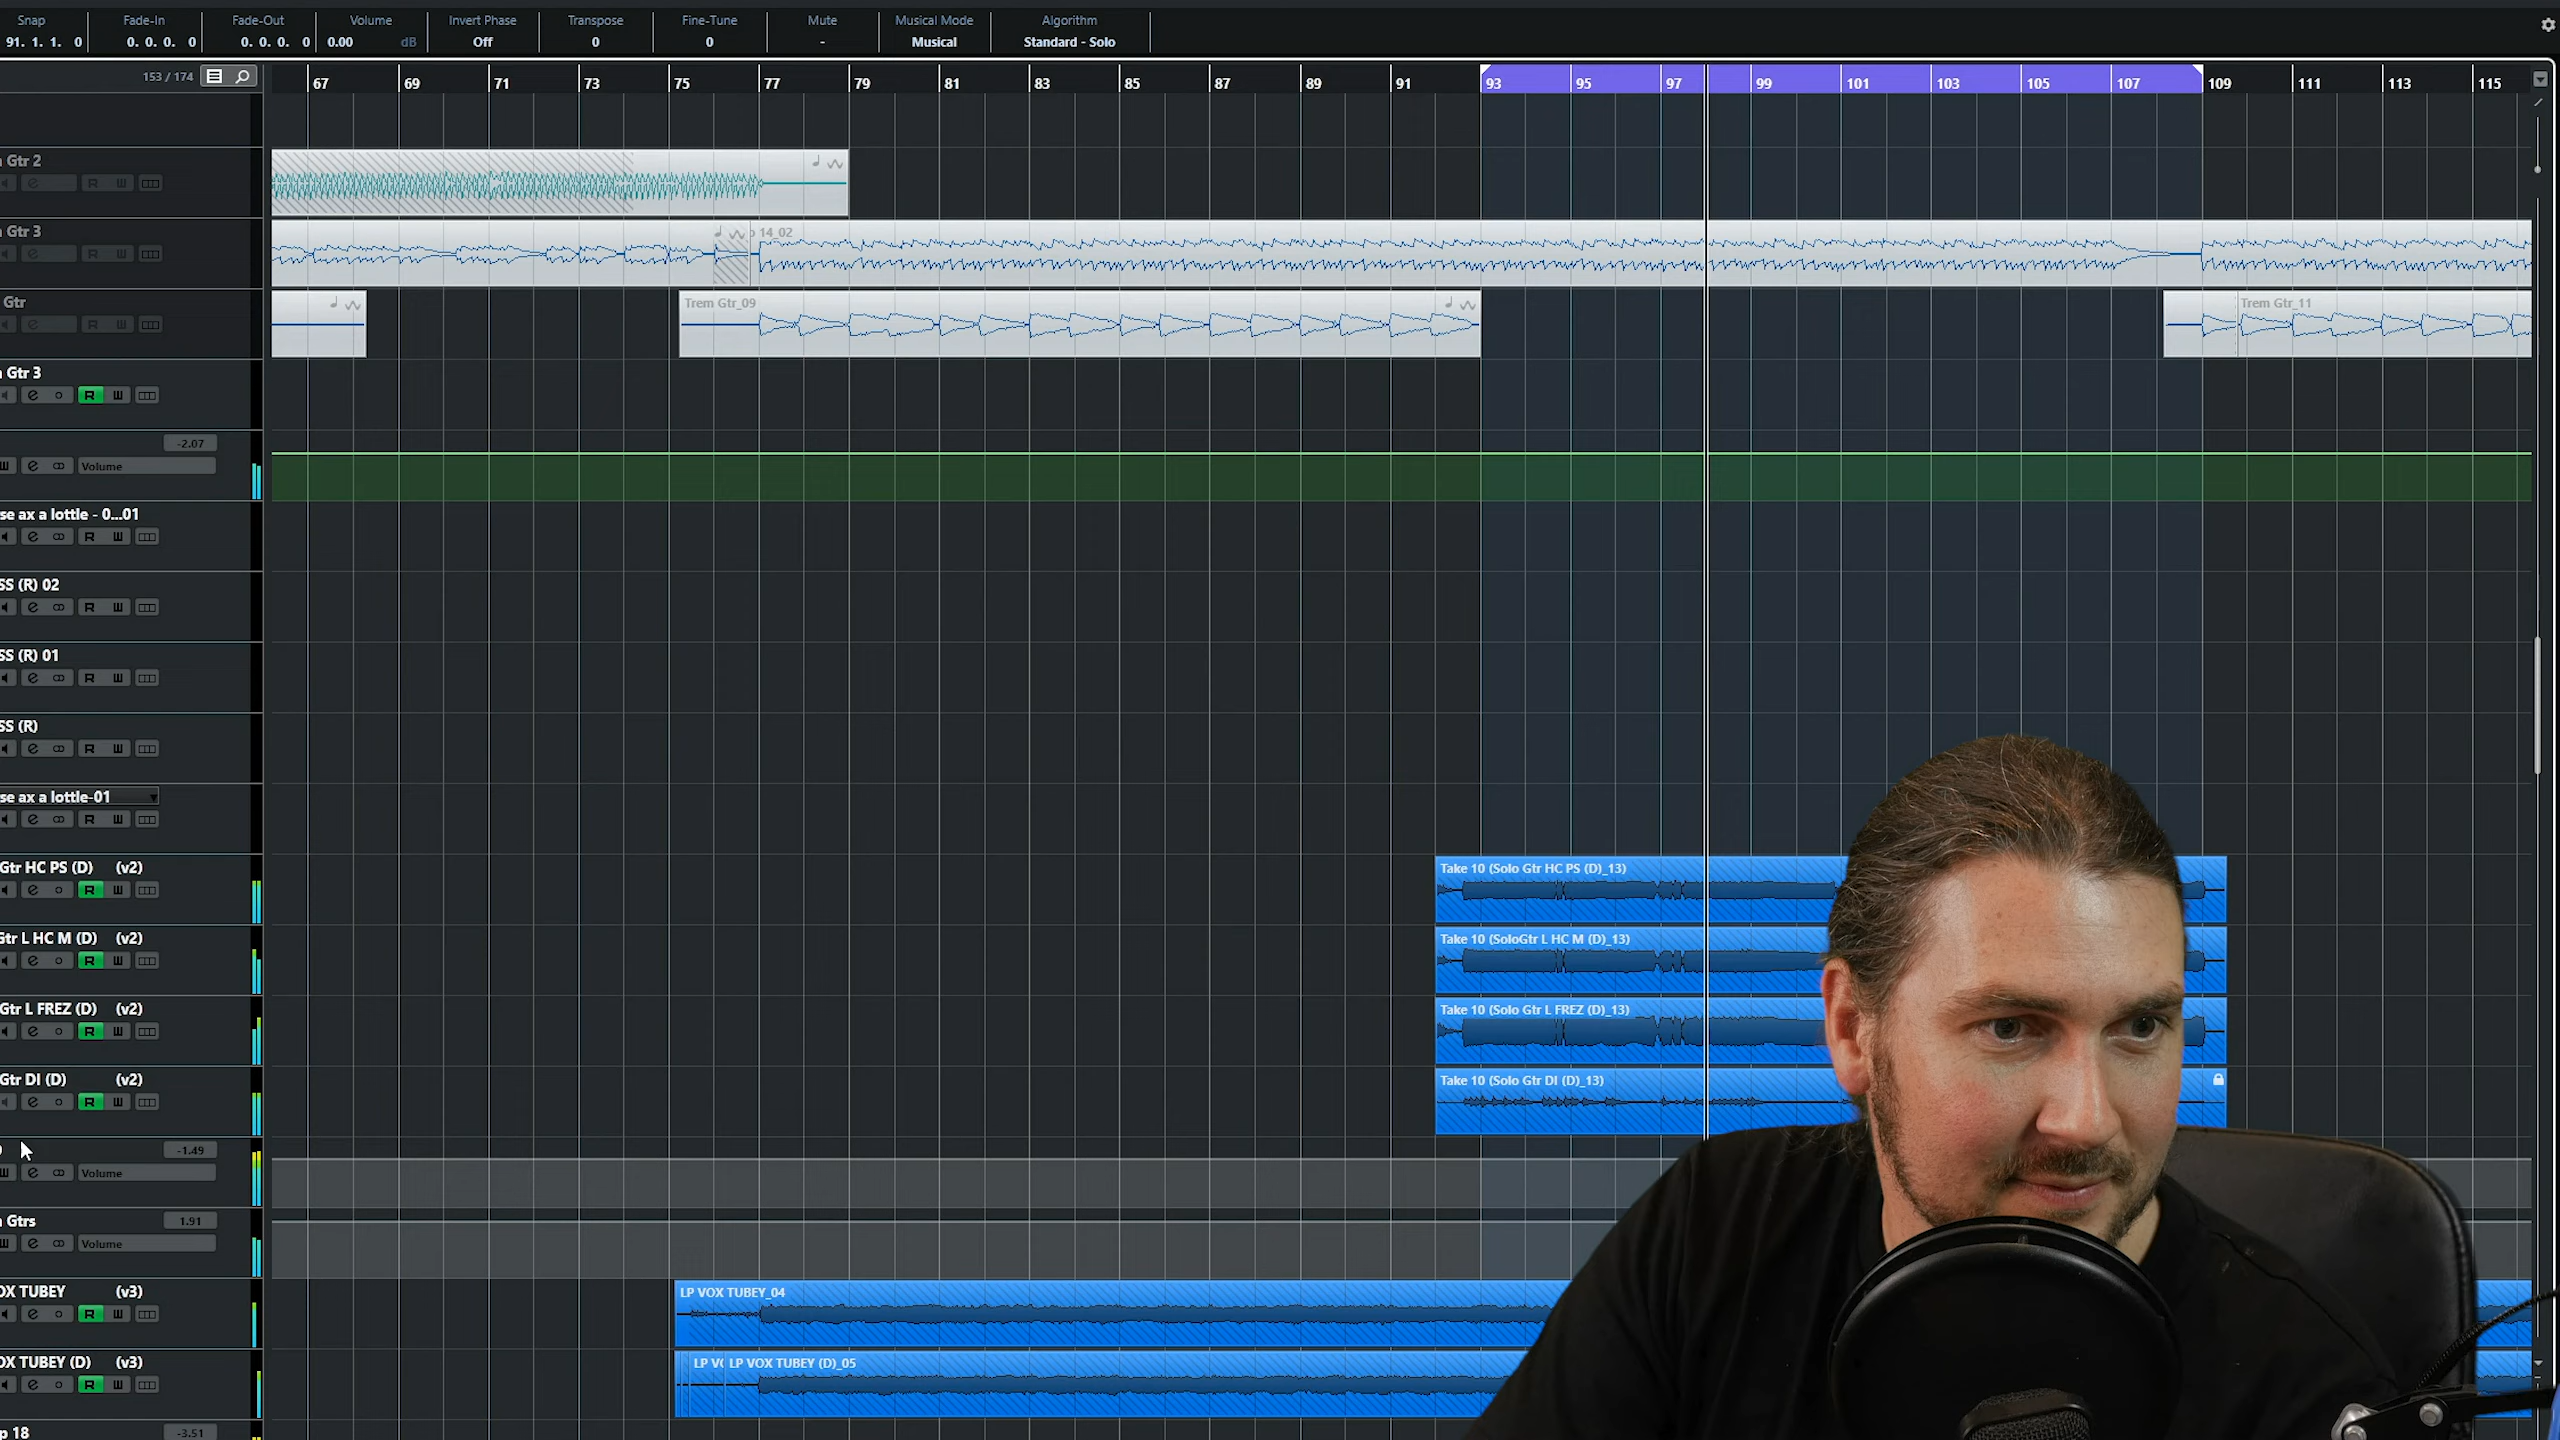 Snap Fade-In Fade-Out Volume Invert Phase Transpose Fine-Tune Mute Musical Mode Algorithm
91. 1. 1. 0 0. 0. 0. 0 0. 0. 0. 0 0.00 dB Off 0 0 - Musical Standard - Solo
153 / 174
67 69 71 73 75 77 79 81 83 85 87 89 91 93 95 97 99 101 103 105 107 109 111 113 115
Gtr 2
R
Gtr 3
14_02
R
Gtr
Trem Gtr_09
Trem Gtr_11
R
Gtr 3
R
-2.07
Volume
se ax a lottle - 0...01
R
SS (R) 02
R
SS (R) 01
R
SS (R)
R
se ax a lottle-01
R
Gtr HC PS (D) (v2)
Take 10 (Solo Gtr HC PS (D)_13)
R
Gtr L HC M (D) (v2)
Take 10 (SoloGtr L HC M (D)_13)
R
Gtr L FREZ (D) (v2)
Take 10 (Solo Gtr L FREZ (D)_13)
R
Gtr DI (D) (v2)
Take 10 (Solo Gtr DI (D)_13)
R
-1.49
Volume
Gtrs 1.91
Volume
OX TUBEY (v3)
LP VOX TUBEY_04
R
OX TUBEY (D) (v3)
LP V( LP VOX TUBEY (D)_05
R
p 18 -3.51